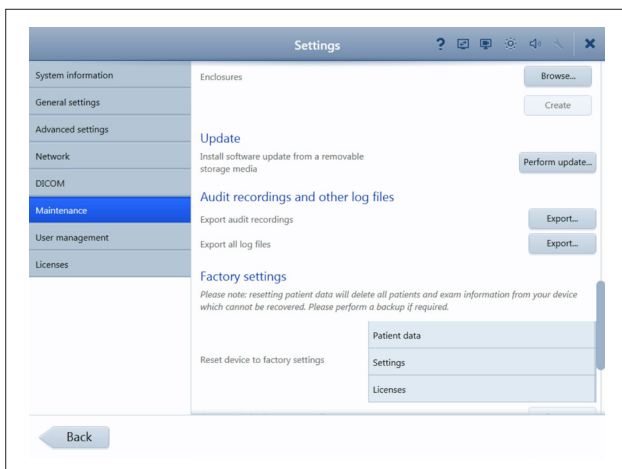 Settings
?
System information
General settings
Advanced settings
Network
DICOM
Maintenance
User management
Licenses
Enclosures
Browse...
Create
Update
Install software update from a removable
storage media
Perform update...
Audit recordings and other log files
Export audit recordings
Export...
Export all log files
Export...
Factory settings
Please note: resetting patient data will delete all patients and exam information from your device
which cannot be recovered. Please perform a backup if required.
Reset device to factory settings
Patient data
Settings
Licenses
Back